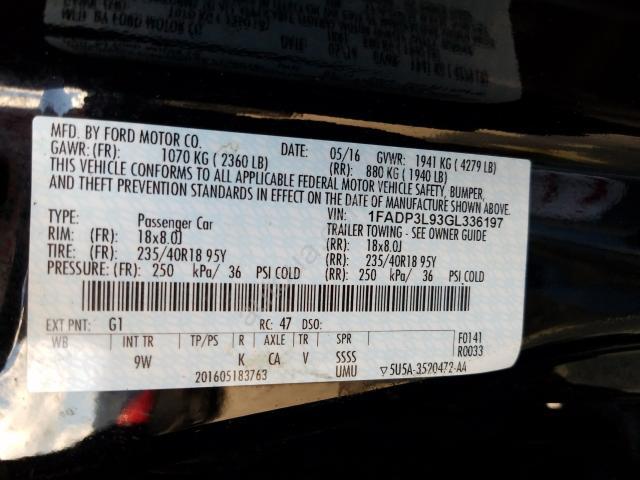 MFD. BY FORD MOTOR CO.
DATE: 05/16 GVWR: 1941 KG ( 4279 LB)
GAWR: (FR): 1070 KG ( 2360 LB) (RR): 880 KG ( 1940 LB)
THIS VEHICLE CONFORMS TO ALL APPLICABLE FEDERAL MOTOR VEHICLE SAFETY, BUMPER,
AND THEFT PREVENTION STANDARDS IN EFFECT ON THE DATE OF MANUFACTURE SHOWN ABOVE.
VIN: 1FADP3L93GL336197
TYPE: Passenger Car TRAILER TOWING - SEE OWNER GUIDE
RIM: (FR): 18x8.0J (RR): 18x8.0J
TIRE: (FR): 235/40R18 95Y (RR): 235/40R18 95Y
PRESSURE: (FR): 250 kPa/ 36 PSI COLD (RR): 250 kPa/ 36 PSI COLD
EXT PNT: G1 RC: 47 DSO:
WB INT TR TP/PS R AXLE TR SPR F0141
9W K CA V SSSS R0033
201605183763 UMU ▽5U5A-3520472-AA